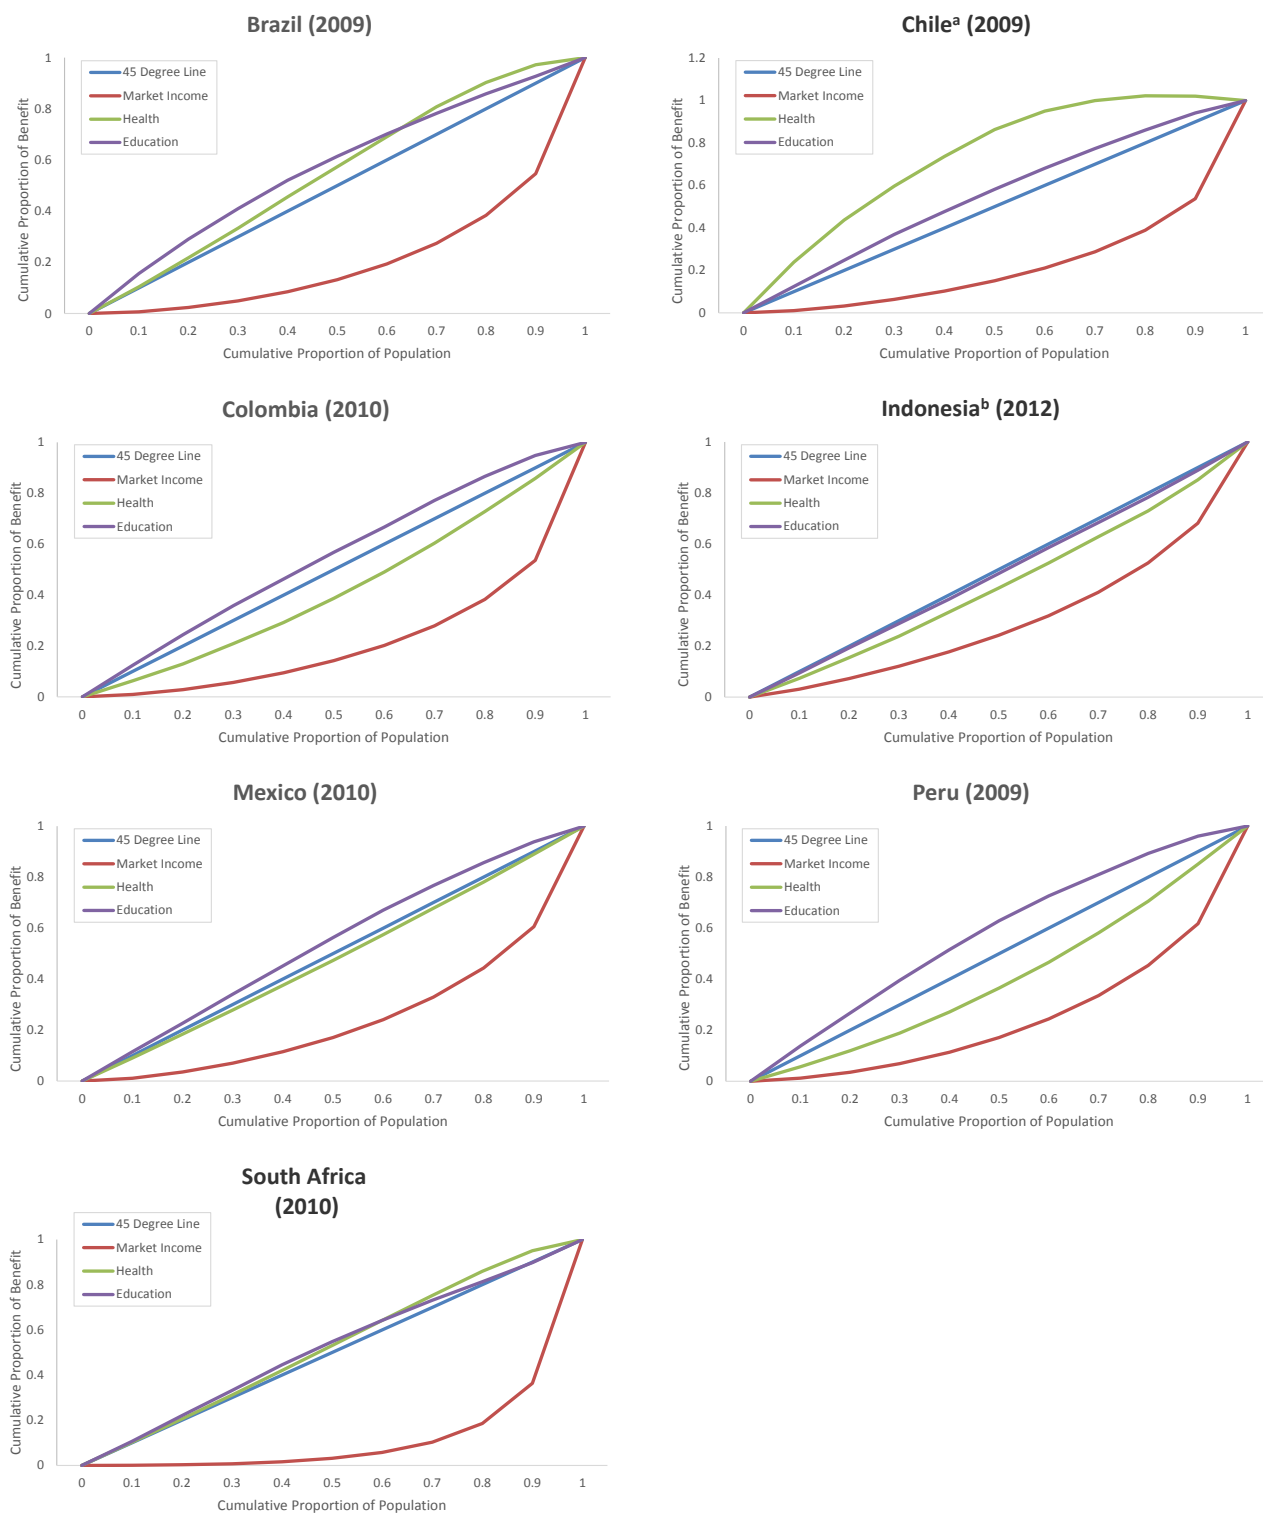 Brazil (2009)
Cumulative Proportion of Benefit
1
0.8
0.6
0.4
0.2
0
45 Degree Line
Market Income
Health
Education
0 0.1 0.2 0.3 0.4 0.5 0.6 0.7 0.8 0.9 1
Cumulative Proportion of Population
Chileᵃ (2009)
Cumulative Proportion of Benefit
1.2
1
0.8
0.6
0.4
0.2
0
45 Degree Line
Market Income
Health
Education
0 0.1 0.2 0.3 0.4 0.5 0.6 0.7 0.8 0.9 1
Cumulative Proportion of Population
Colombia (2010)
Cumulative Proportion of Benefit
1
0.8
0.6
0.4
0.2
0
45 Degree Line
Market Income
Health
Education
0 0.1 0.2 0.3 0.4 0.5 0.6 0.7 0.8 0.9 1
Cumulative Proportion of Population
Indonesiaᵇ (2012)
Cumulative Proportion of Benefit
1
0.8
0.6
0.4
0.2
0
45 Degree Line
Market Income
Health
Education
0 0.1 0.2 0.3 0.4 0.5 0.6 0.7 0.8 0.9 1
Cumulative Proportion of Population
Mexico (2010)
Cumulative Proportion of Benefit
1
0.8
0.6
0.4
0.2
0
45 Degree Line
Market Income
Health
Education
0 0.1 0.2 0.3 0.4 0.5 0.6 0.7 0.8 0.9 1
Cumulative Proportion of Population
Peru (2009)
Cumulative Proportion of Benefit
1
0.8
0.6
0.4
0.2
0
45 Degree Line
Market Income
Health
Education
0 0.1 0.2 0.3 0.4 0.5 0.6 0.7 0.8 0.9 1
Cumulative Proportion of Population
South Africa
(2010)
Cumulative Proportion of Benefit
1
0.8
0.6
0.4
0.2
0
45 Degree Line
Market Income
Health
Education
0 0.1 0.2 0.3 0.4 0.5 0.6 0.7 0.8 0.9 1
Cumulative Proportion of Population